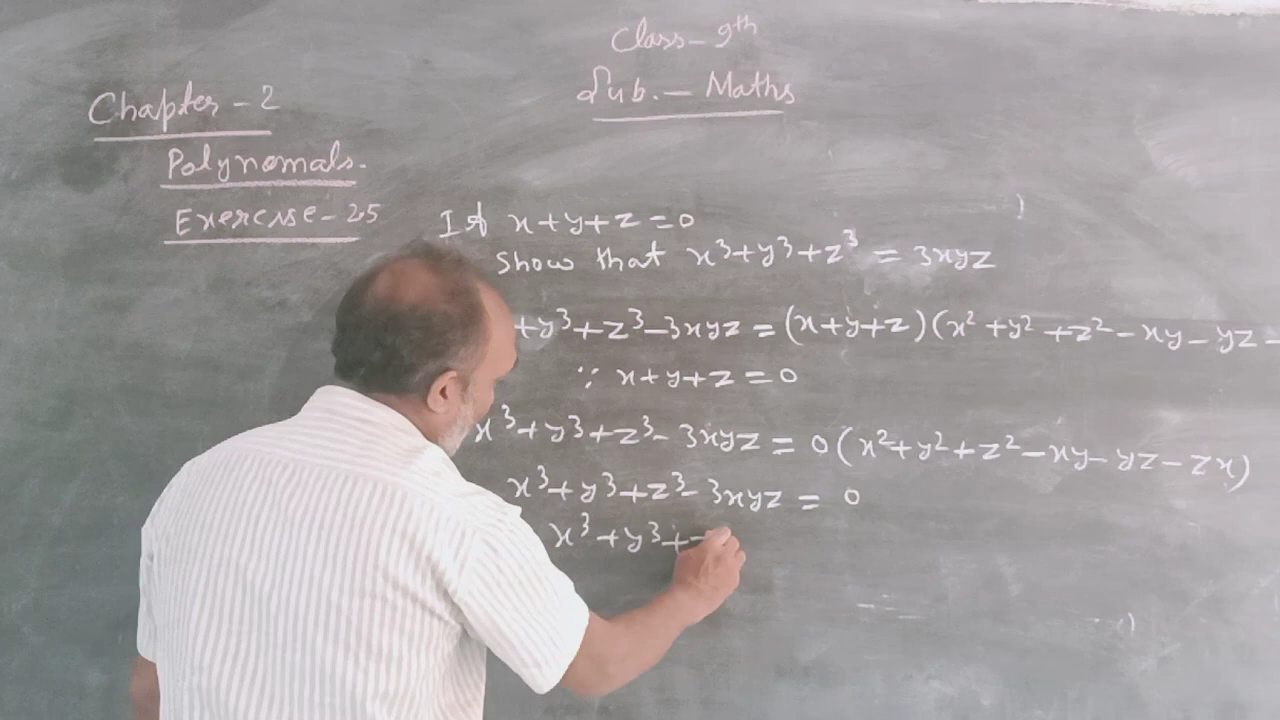 Class - 9th
Sub. - Maths
Chapter - 2
Polynomals.
Exercise - 2.5
If x+y+z=0
Show that x³+y³+z³ = 3xyz
+y³+z³-3xyz = (x+y+z)(x²+y²+z²-xy-yz-
∵ x+y+z=0
x³+y³+z³-3xyz = 0(x²+y²+z²-xy-yz-zx)
x³+y³+z³-3xyz = 0
x³+y³+